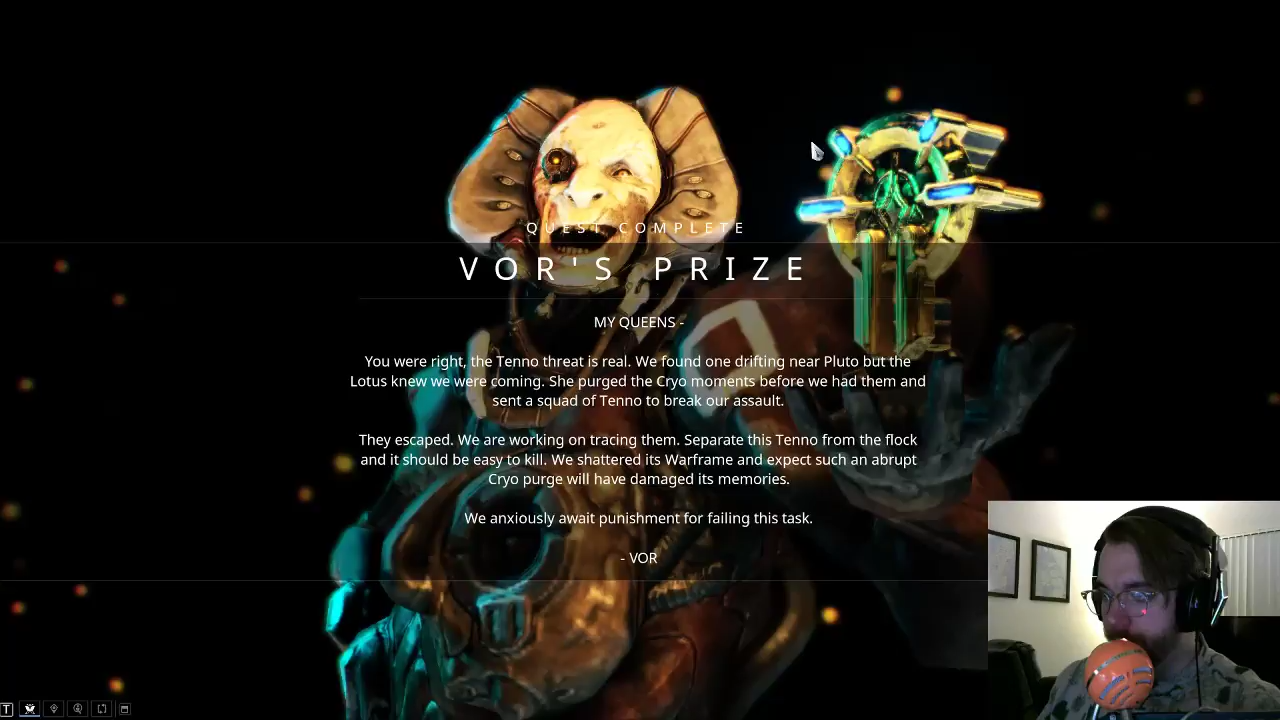 QUEST COMPLETE
VOR'S PRIZE
MY QUEENS -
You were right, the Tenno threat is real. We found one drifting near Pluto but the
Lotus knew we were coming. She purged the Cryo moments before we had them and
sent a squad of Tenno to break our assault.
They escaped. We are working on tracing them. Separate this Tenno from the flock
and it should be easy to kill. We shattered its Warframe and expect such an abrupt
Cryo purge will have damaged its memories.
We anxiously await punishment for failing this task.
- VOR
T